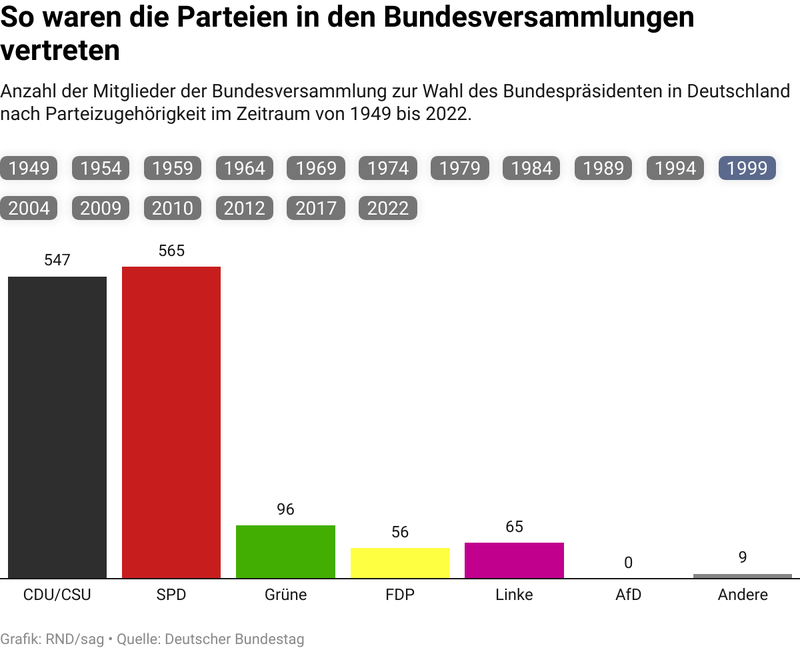 So waren die Parteien in den Bundesversammlungen
vertreten
Anzahl der Mitglieder der Bundesversammlung zur Wahl des Bundespräsidenten in Deutschland
nach Parteizugehörigkeit im Zeitraum von 1949 bis 2022.
1949 1954 1959 1964 1969 1974 1979 1984 1989 1994 1999
2004 2009 2010 2012 2017 2022
547 565 96 56 65 0 9
CDU/CSU SPD Grüne FDP Linke AfD Andere
Grafik: RND/sag • Quelle: Deutscher Bundestag